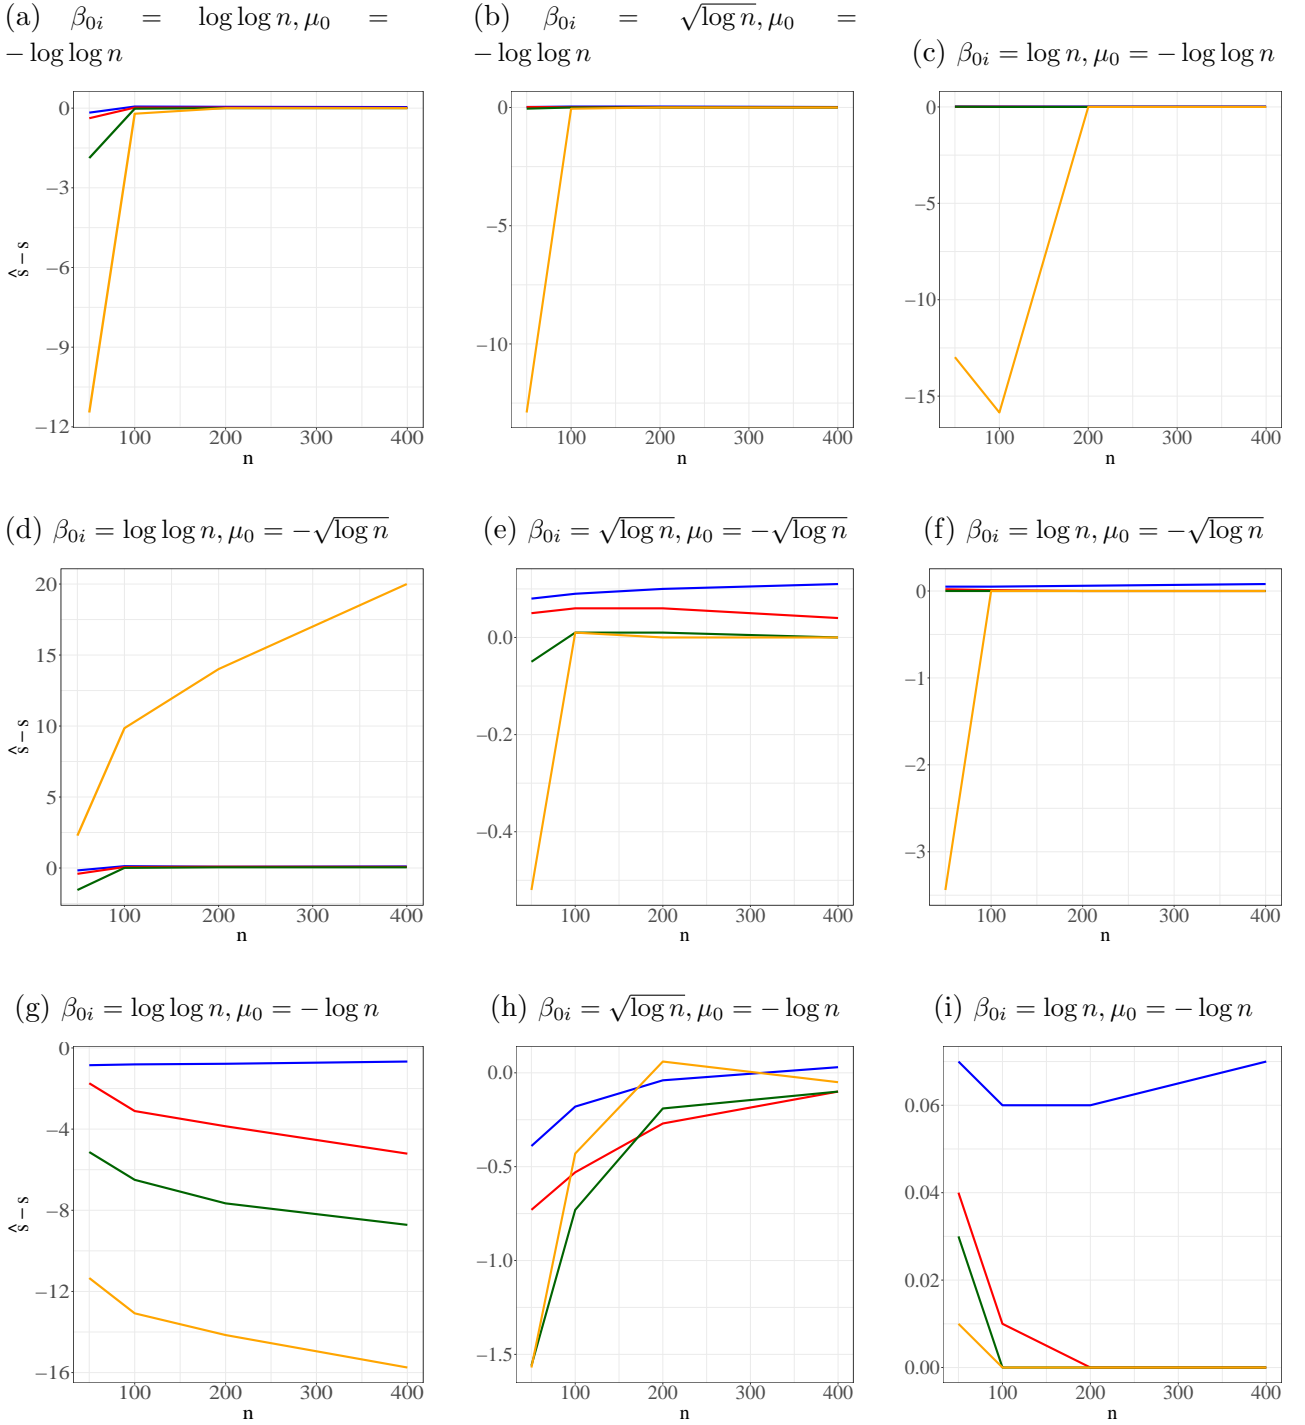 (a) β₀ᵢ = log log n, μ₀ =
− log log n
(b) β₀ᵢ = √log n, μ₀ =
− log log n
(c) β₀ᵢ = log n, μ₀ = − log log n
0
−3
−6
−9
−12
ŝ − s
100 200 300 400
n
0
−5
−10
100 200 300 400
n
0
−5
−10
−15
100 200 300 400
n
(d) β₀ᵢ = log log n, μ₀ = −√log n
(e) β₀ᵢ = √log n, μ₀ = −√log n
(f) β₀ᵢ = log n, μ₀ = −√log n
20
15
10
5
0
ŝ − s
100 200 300 400
n
0.0
−0.2
−0.4
100 200 300 400
n
0
−1
−2
−3
100 200 300 400
n
(g) β₀ᵢ = log log n, μ₀ = − log n
(h) β₀ᵢ = √log n, μ₀ = − log n
(i) β₀ᵢ = log n, μ₀ = − log n
0
−4
−8
−12
−16
ŝ − s
100 200 300 400
n
0.0
−0.5
−1.0
−1.5
100 200 300 400
n
0.06
0.04
0.02
0.00
100 200 300 400
n